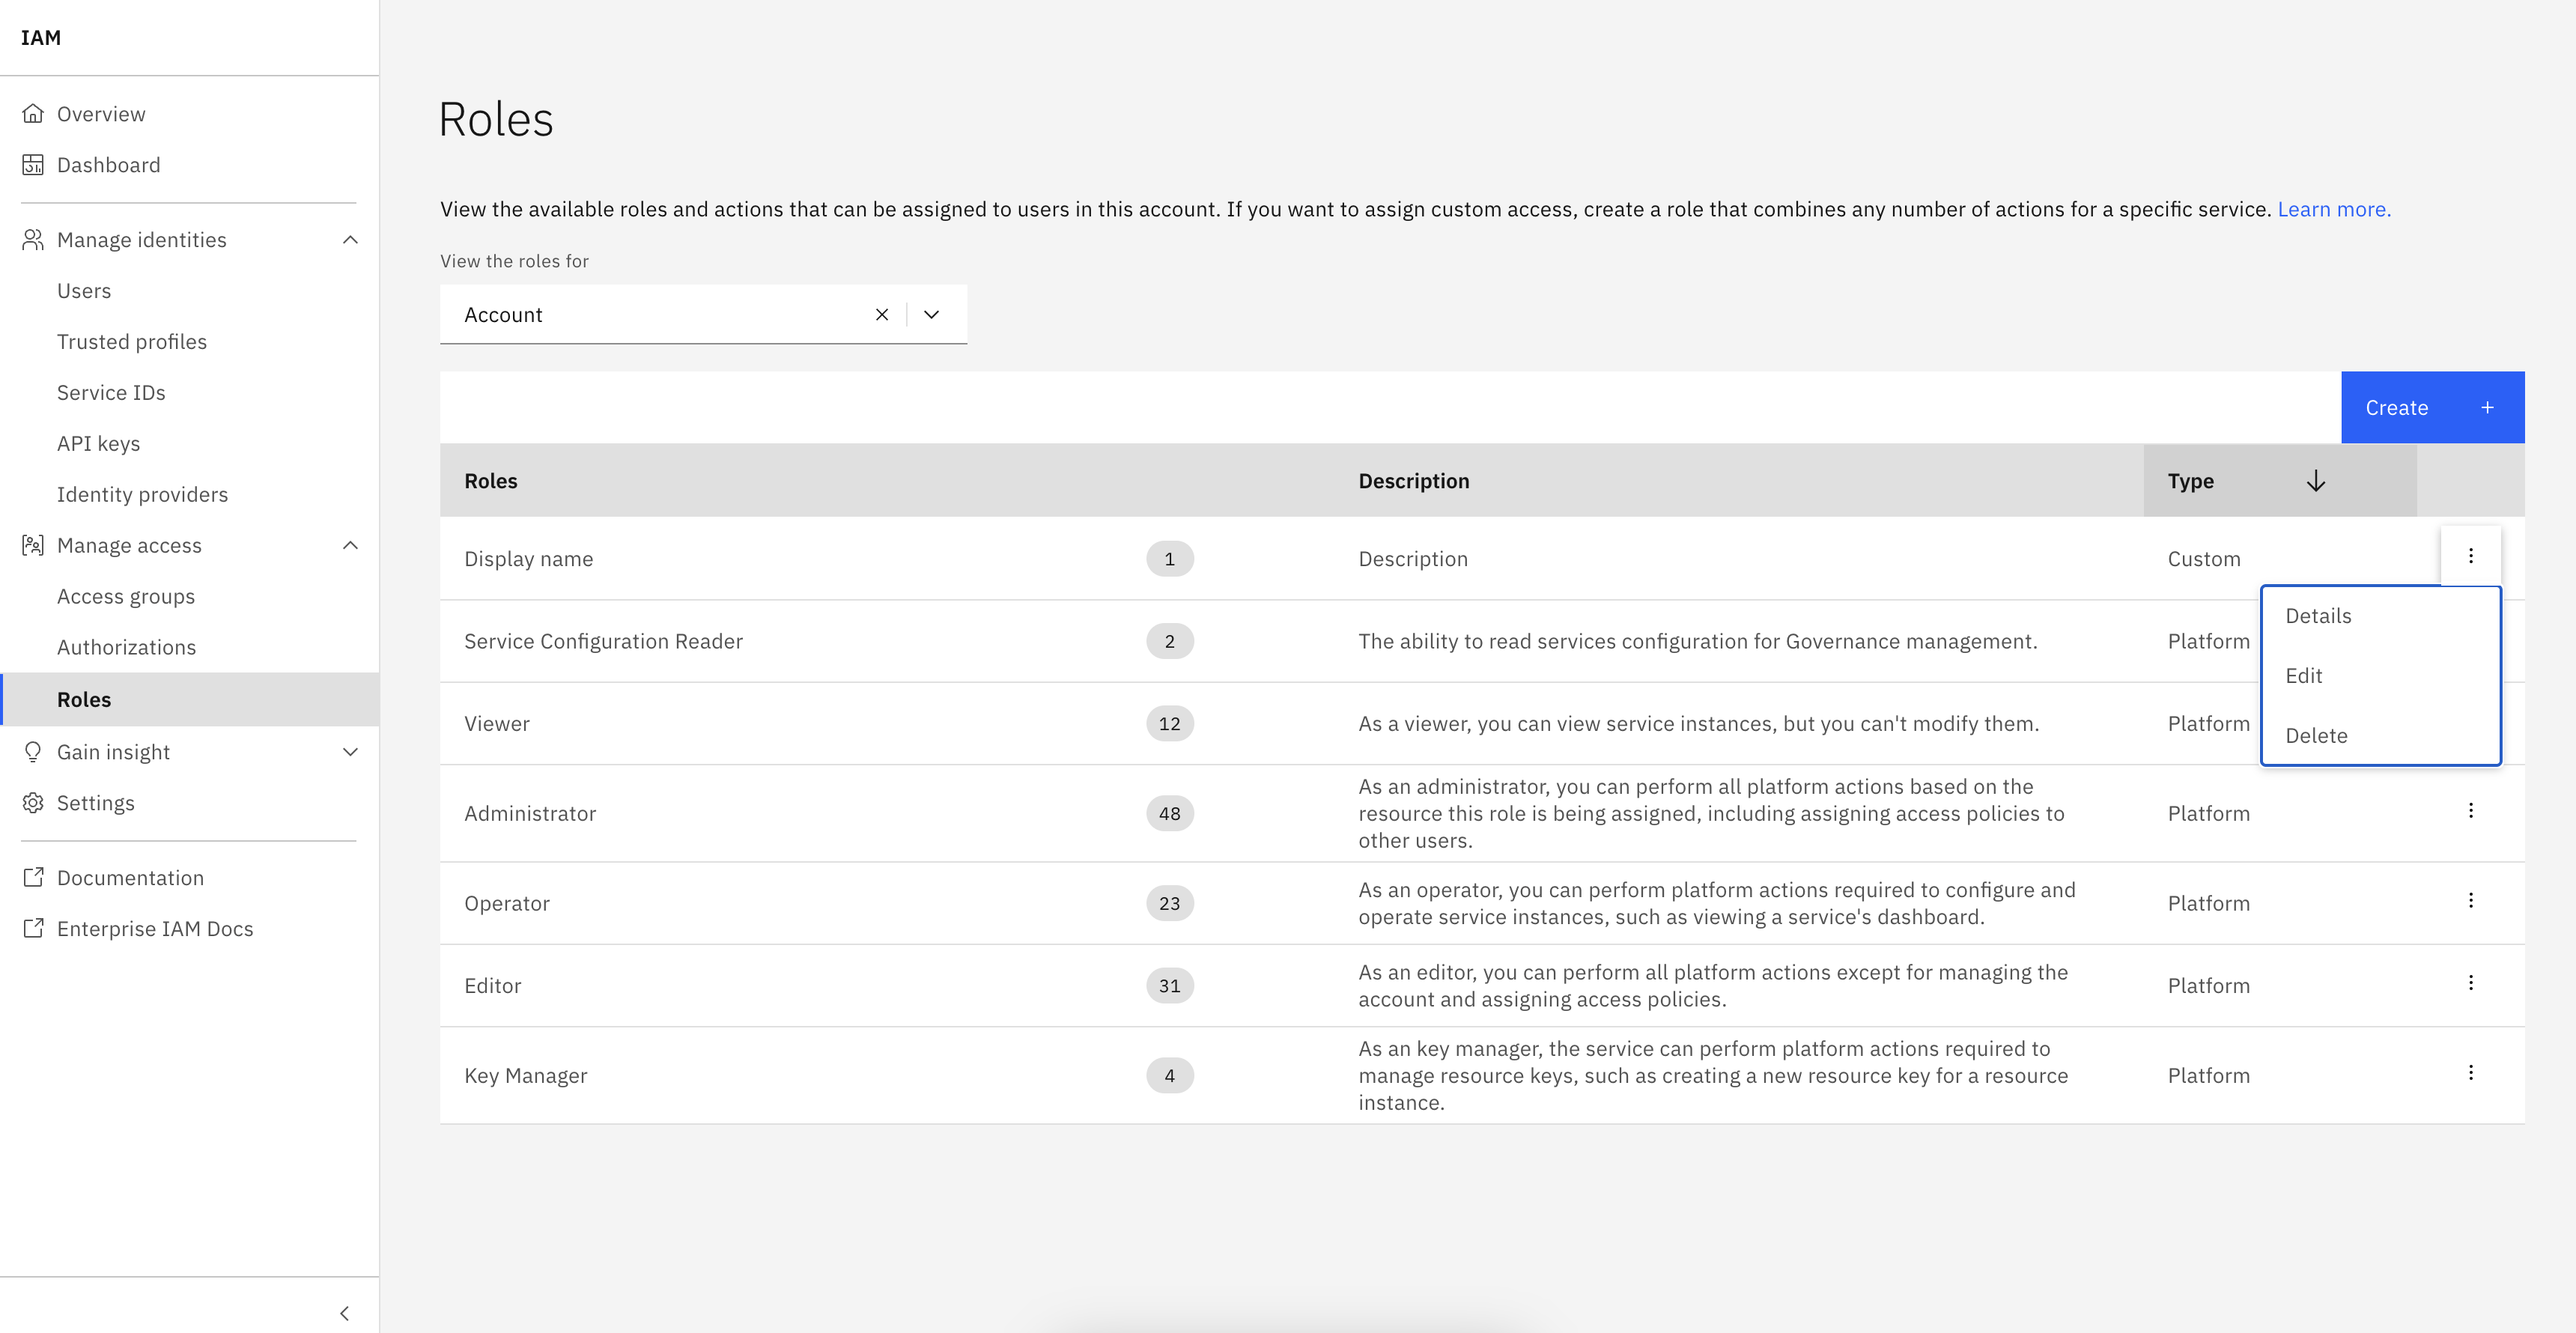 IAM
Overview
Dashboard
Manage identities
Users
Trusted profiles
Service IDs
API keys
Identity providers
Manage access
Access groups
Authorizations
Roles
Gain insight
Settings
Documentation
Enterprise IAM Docs
Roles
View the available roles and actions that can be assigned to users in this account. If you want to assign custom access, create a role that combines any number of actions for a specific service. Learn more.
View the roles for
Account
Create +
Roles Description Type
Display name 1 Description Custom
Service Configuration Reader 2 The ability to read services configuration for Governance management. Platform
Viewer 12 As a viewer, you can view service instances, but you can't modify them. Platform
Details
Edit
Delete
Administrator 48 As an administrator, you can perform all platform actions based on the
resource this role is being assigned, including assigning access policies to
other users. Platform
Operator 23 As an operator, you can perform platform actions required to configure and
operate service instances, such as viewing a service's dashboard. Platform
Editor 31 As an editor, you can perform all platform actions except for managing the
account and assigning access policies. Platform
Key Manager 4 As an key manager, the service can perform platform actions required to
manage resource keys, such as creating a new resource key for a resource
instance. Platform